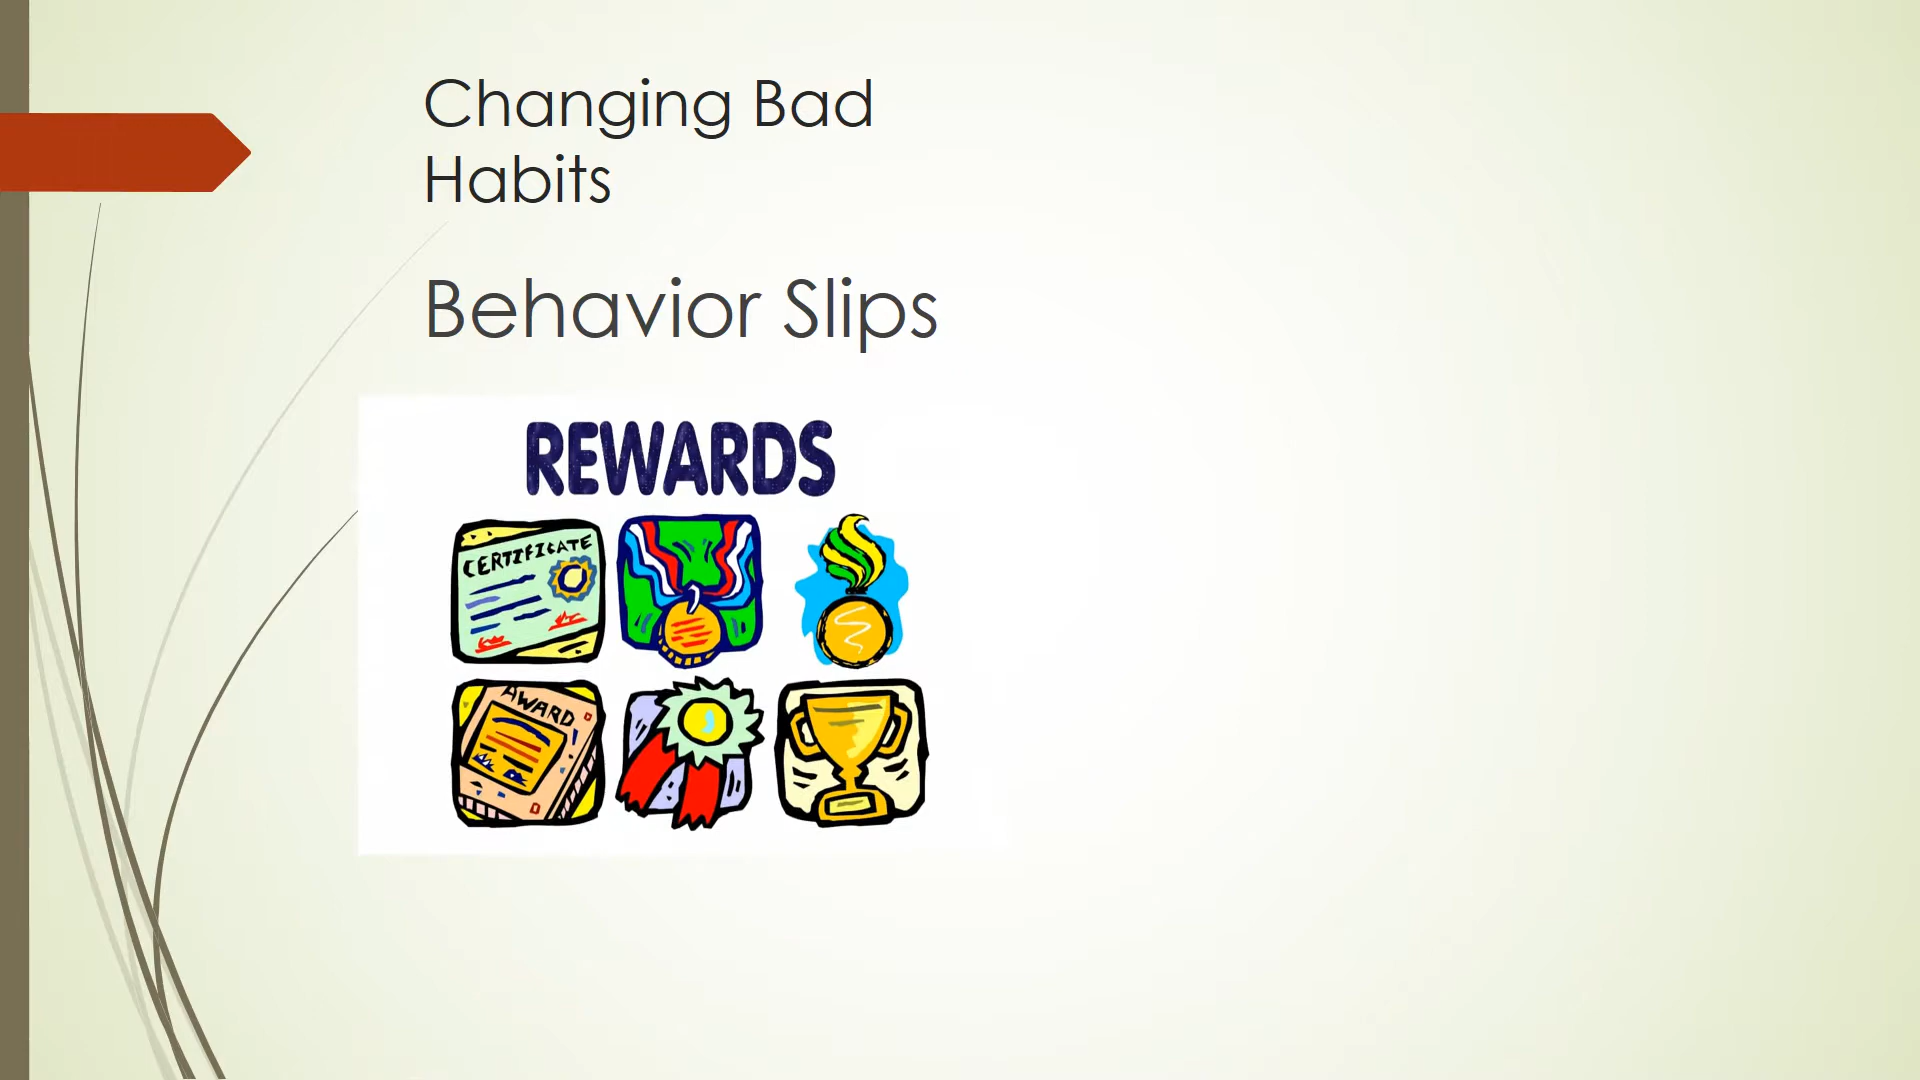 Changing Bad
Habits
Behavior Slips
REWARDS
CERTIFICATE
AWARD